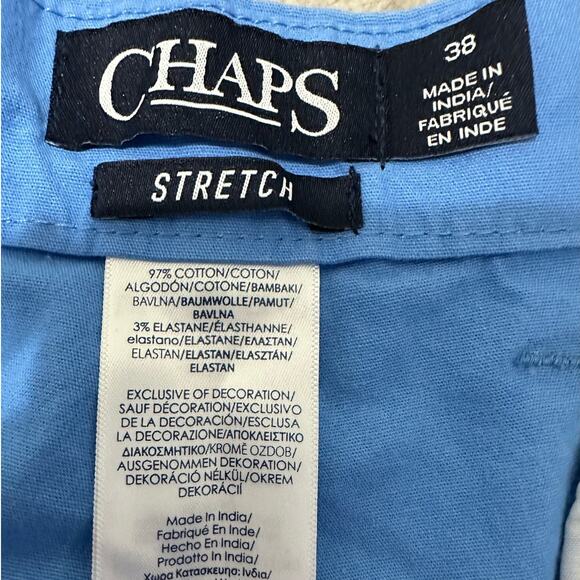 CHAPS
38
MADE IN
INDIA/
FABRIQUÉ
EN INDE
STRETCH
97% COTTON/COTON/
ALGODÓN/COTONE/BAMBAKI/
BAVLNA/BAUMWOLLE/PAMUT/
BAVLNA
3% ELASTANE/ÉLASTHANNE/
elastano/ELASTANE/ΕΛΑΣΤΑΝ/
ELASTAN/ELASTAN/ELASZTÁN/
ELASTAN
EXCLUSIVE OF DECORATION/
SAUF DÉCORATION/EXCLUSIVO
DE LA DECORACIÓN/ESCLUSA
LA DECORAZIONE/ΑΠΟΚΛΕΙΣΤΙΚΟ
ΔΙΑΚΟΣΜΗΤΙΚΟ/KROMĚ OZDOB/
AUSGENOMMEN DEKORATION/
DEKORÁCIÓ NÉLKÜL/OKREM
DEKORÁCIÍ
Made In India/
Fabriqué En Inde/
Hecho En India/
Prodotto In India/
Χωρα Κατασκευησ: Ινδια/